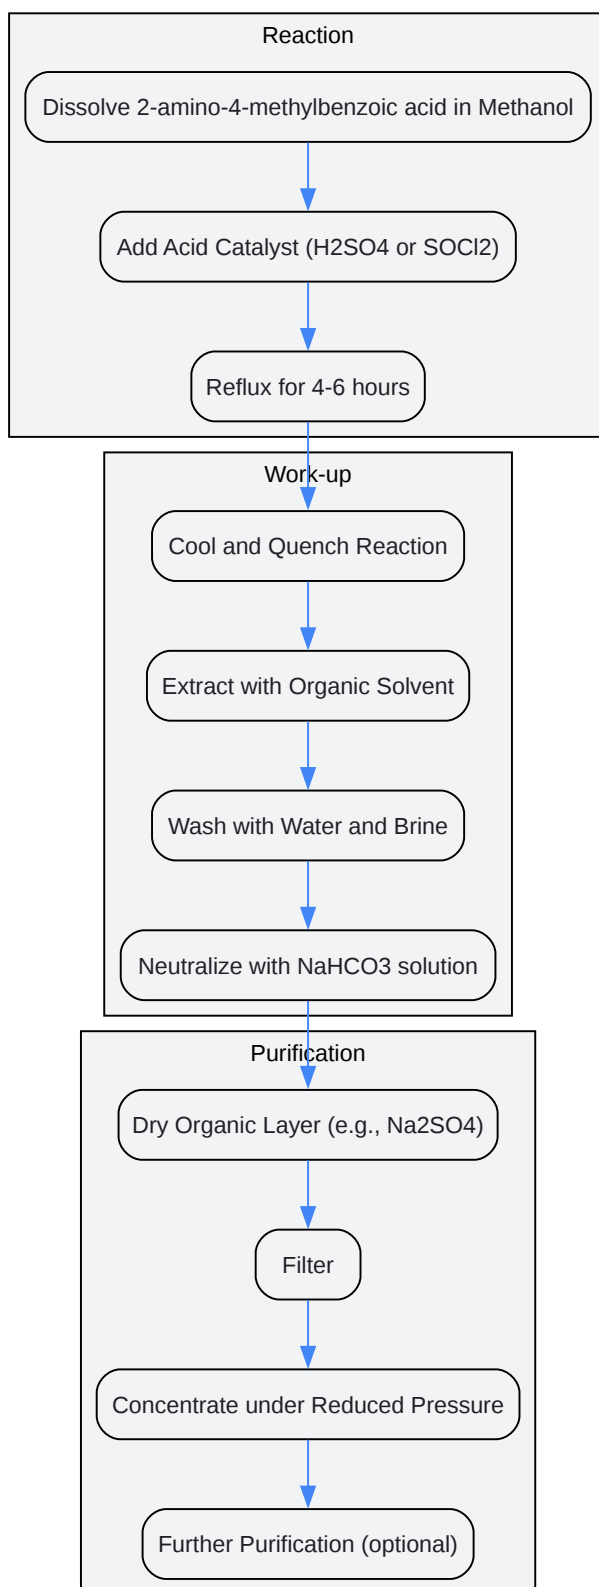 Reaction
Dissolve 2-amino-4-methylbenzoic acid in Methanol
Add Acid Catalyst (H2SO4 or SOCl2)
Reflux for 4-6 hours
Work-up
Cool and Quench Reaction
Extract with Organic Solvent
Wash with Water and Brine
Neutralize with NaHCO3 solution
Purification
Dry Organic Layer (e.g., Na2SO4)
Filter
Concentrate under Reduced Pressure
Further Purification (optional)